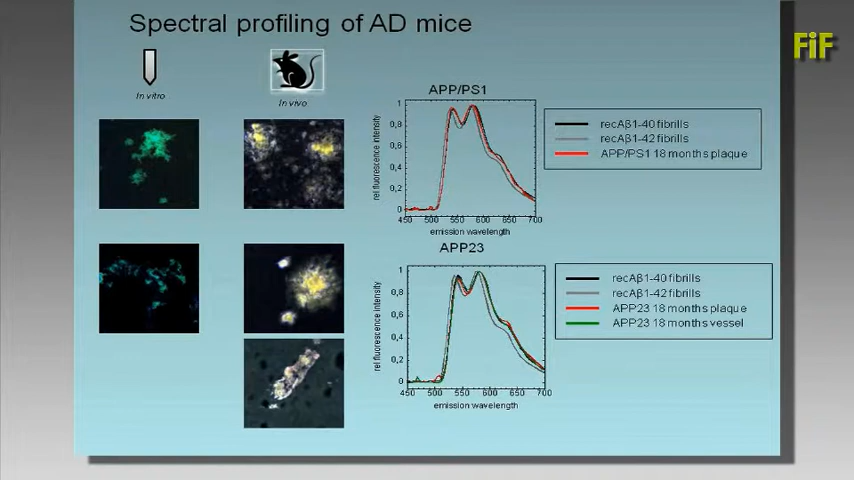 Spectral profiling of AD mice
FiF
In vitro
In vivo
APP/PS1
rel fluorescence intensity
1
0,8
0,6
0,4
0,2
0
450 500 550 600 650 700
emission wavelength
recAβ1-40 fibrills
recAβ1-42 fibrills
APP/PS1 18 months plaque
APP23
rel fluorescence intensity
1
0,8
0,6
0,4
0,2
0
450 500 550 600 650 700
emission wavelength
recAβ1-40 fibrills
recAβ1-42 fibrills
APP23 18 months plaque
APP23 18 months vessel